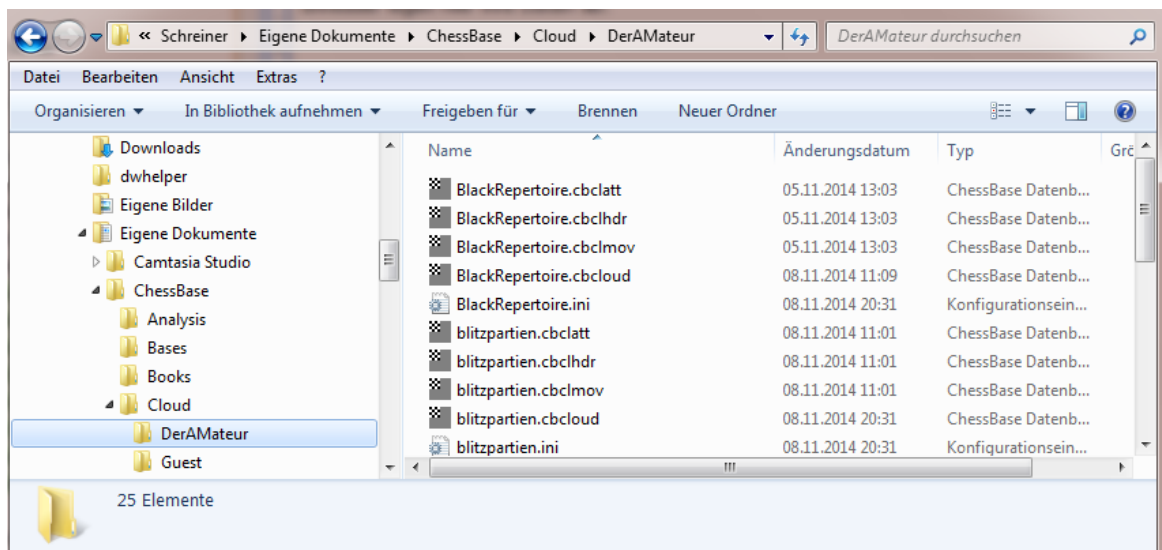 « Schreiner ▸ Eigene Dokumente ▸ ChessBase ▸ Cloud ▸ DerAMateur DerAMateur durchsuchen
Datei Bearbeiten Ansicht Extras ?
Organisieren In Bibliothek aufnehmen Freigeben für Brennen Neuer Ordner
Downloads
dwhelper
Eigene Bilder
Eigene Dokumente
Camtasia Studio
ChessBase
Analysis
Bases
Books
Cloud
DerAMateur
Guest
Name Änderungsdatum Typ Grö
BlackRepertoire.cbclatt 05.11.2014 13:03 ChessBase Datenb...
BlackRepertoire.cbclhdr 05.11.2014 13:03 ChessBase Datenb...
BlackRepertoire.cbclmov 05.11.2014 13:03 ChessBase Datenb...
BlackRepertoire.cbcloud 08.11.2014 11:09 ChessBase Datenb...
BlackRepertoire.ini 08.11.2014 20:31 Konfigurationsein...
blitzpartien.cbclatt 08.11.2014 11:01 ChessBase Datenb...
blitzpartien.cbclhdr 08.11.2014 11:01 ChessBase Datenb...
blitzpartien.cbclmov 08.11.2014 11:01 ChessBase Datenb...
blitzpartien.cbcloud 08.11.2014 20:31 ChessBase Datenb...
blitzpartien.ini 08.11.2014 20:31 Konfigurationsein...
25 Elemente